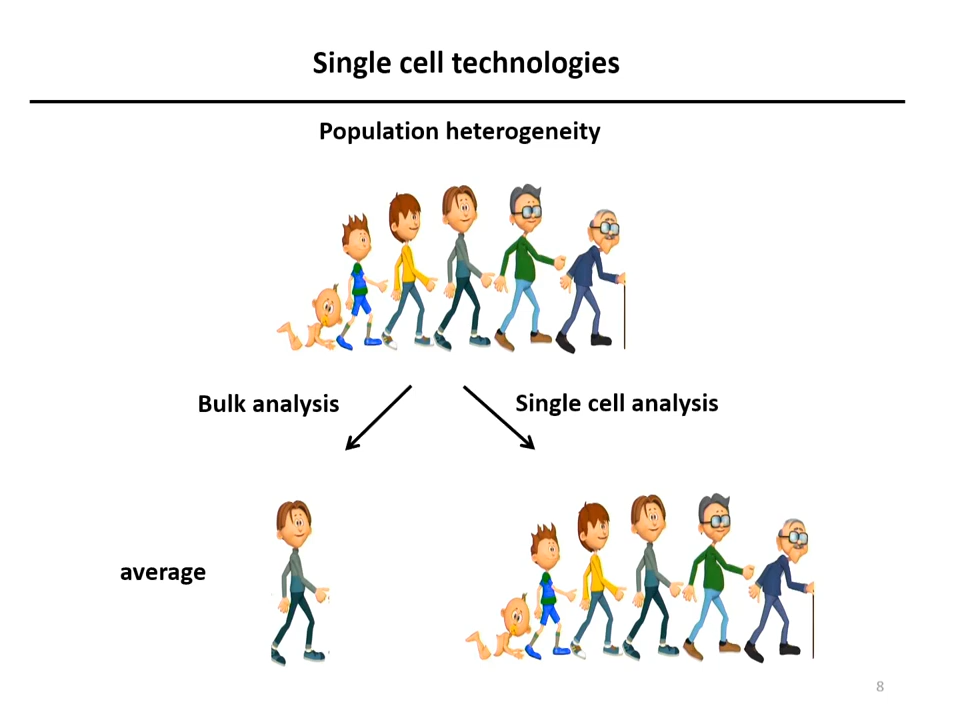 Single cell technologies
Population heterogeneity
Bulk analysis
Single cell analysis
average
8